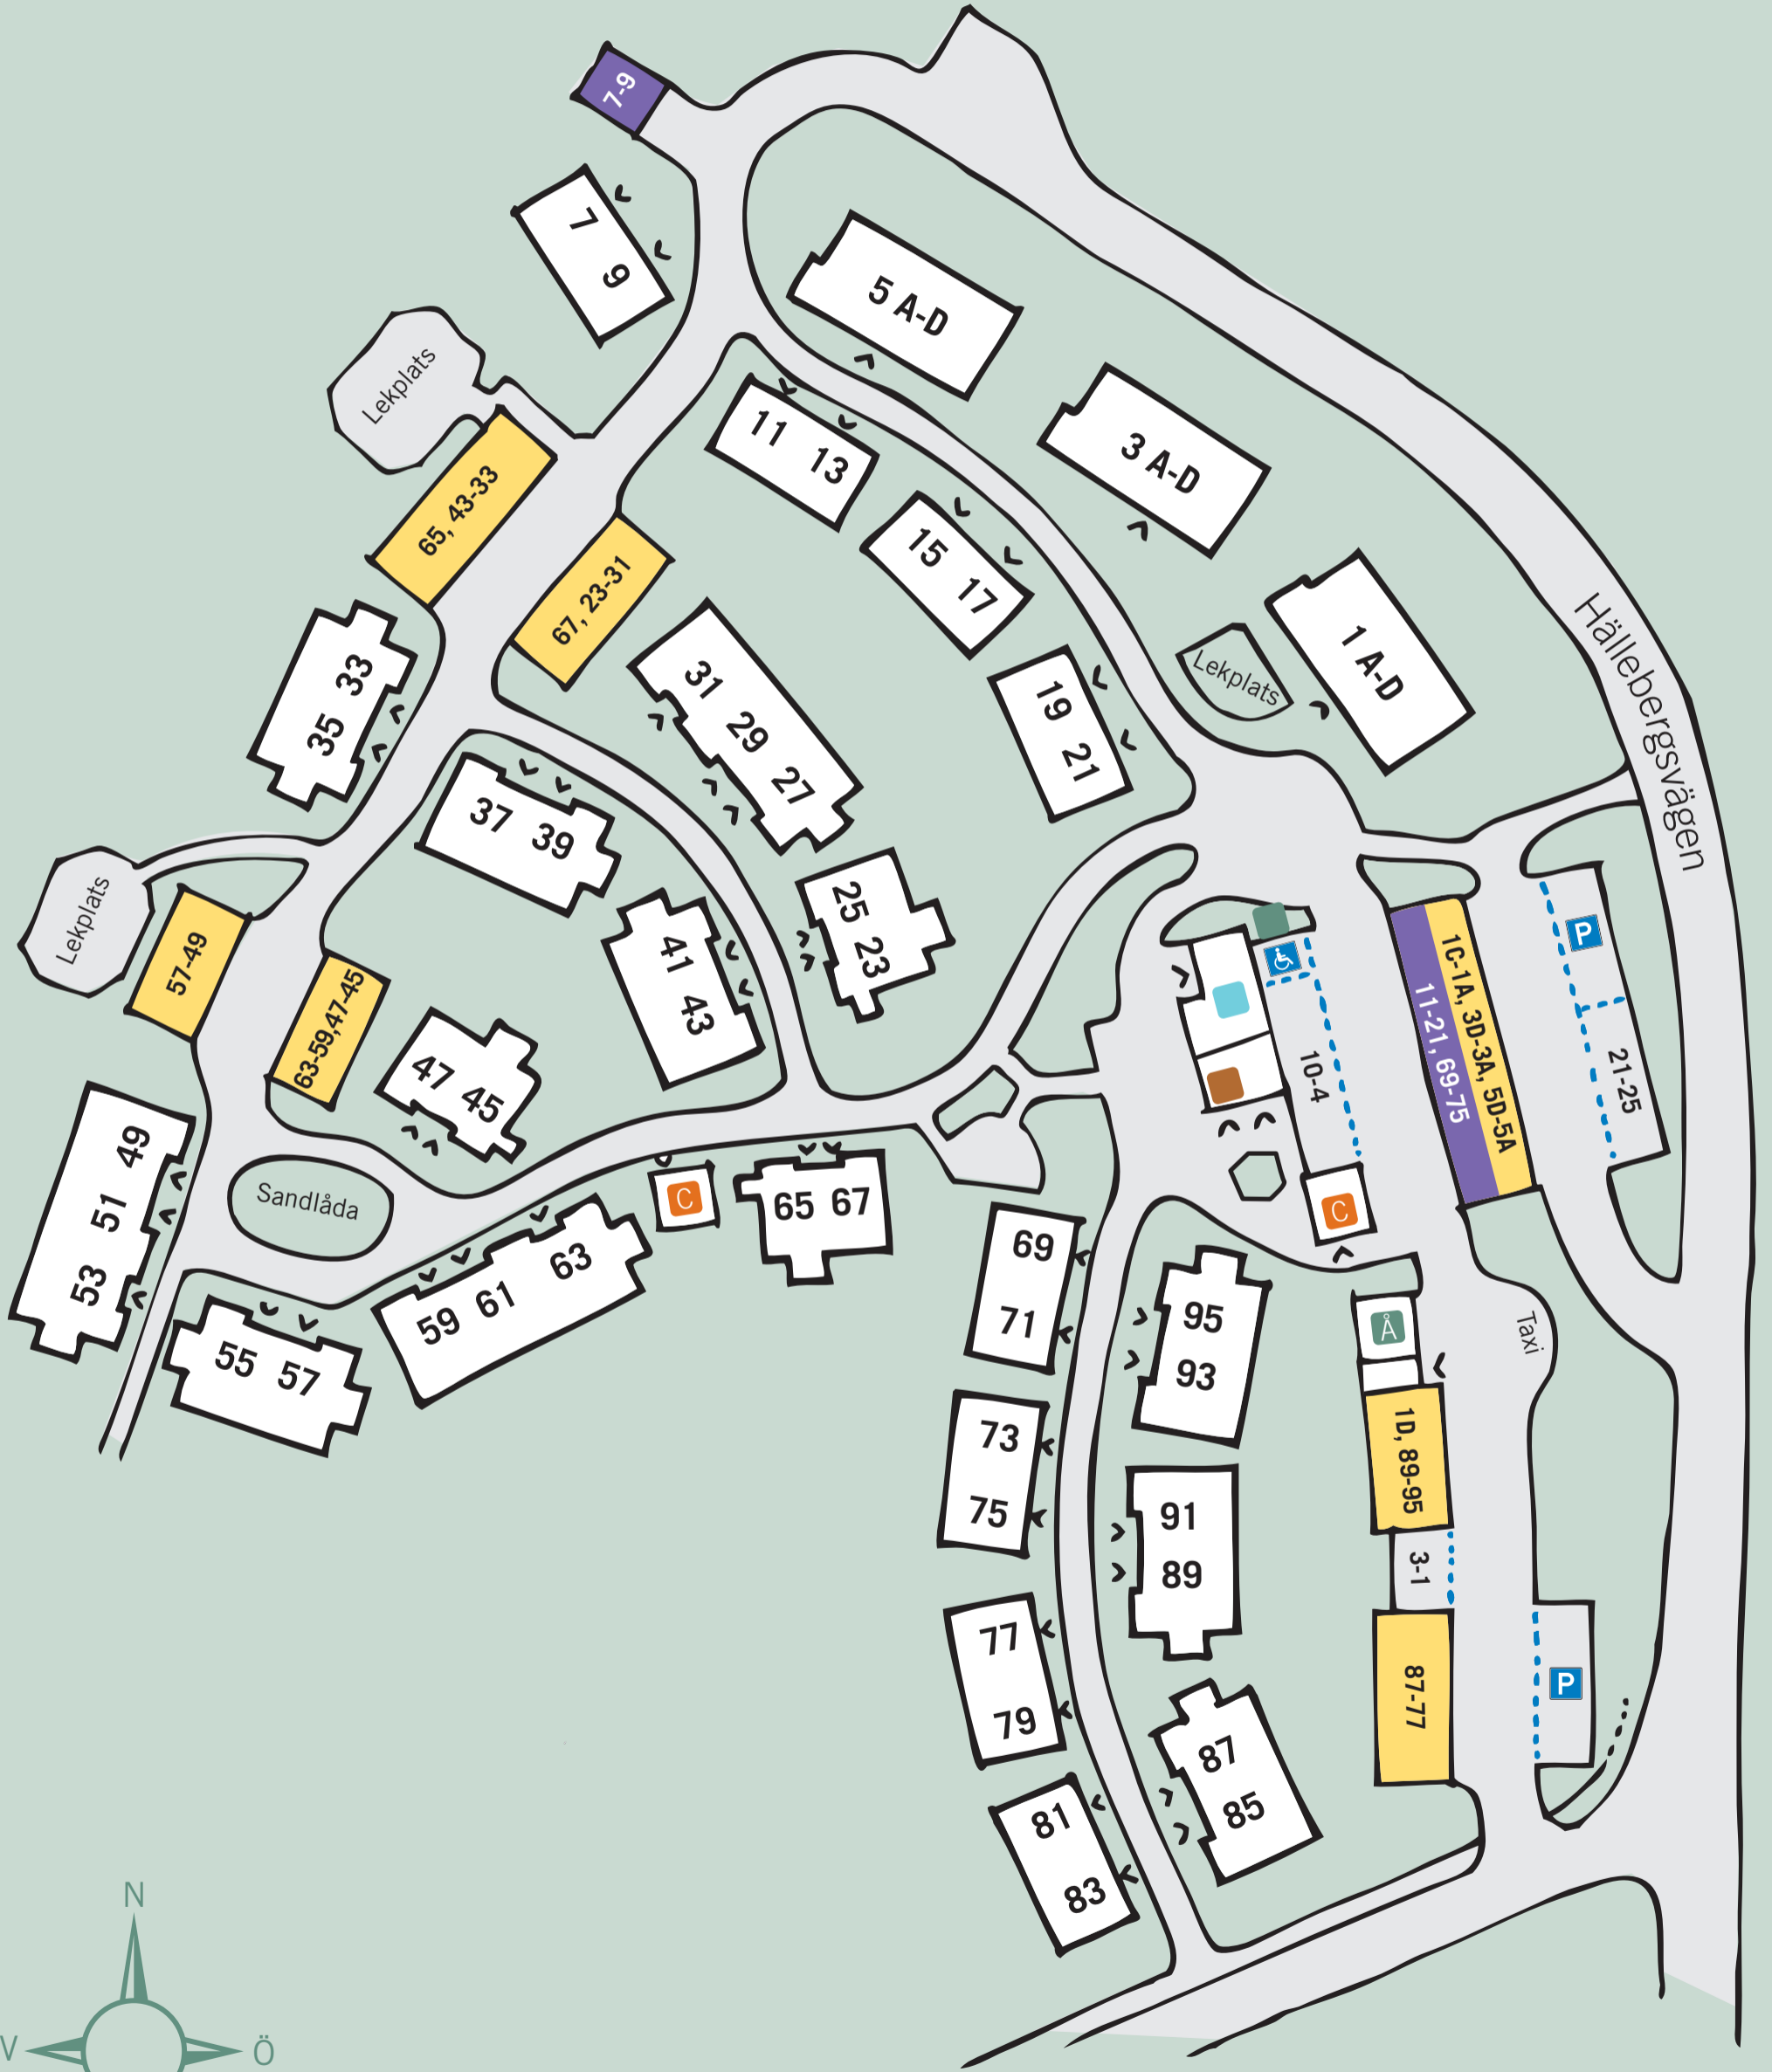 7-9
7
9
5 A-D
Lekplats
11 13
3 A-D
65, 43-33
15 17
67, 23-31
Hällebergsvägen
1 A-D
Lekplats
33
35
31 29 27
19 21
37 39
Lekplats
57-49
41 43
25 23
P
1C-1A, 3D-3A, 5D-5A
11-21, 69-75
63-59,47-45
47 45
10-4
21-25
49
51
53
Sandlåda
C
65 67
C
59 61 63
69
71
95
93
Å
Taxi
55 57
73
75
1D, 89-95
91
89
3-1
77
79
87-77
P
87
85
81
83
N
V
Ö